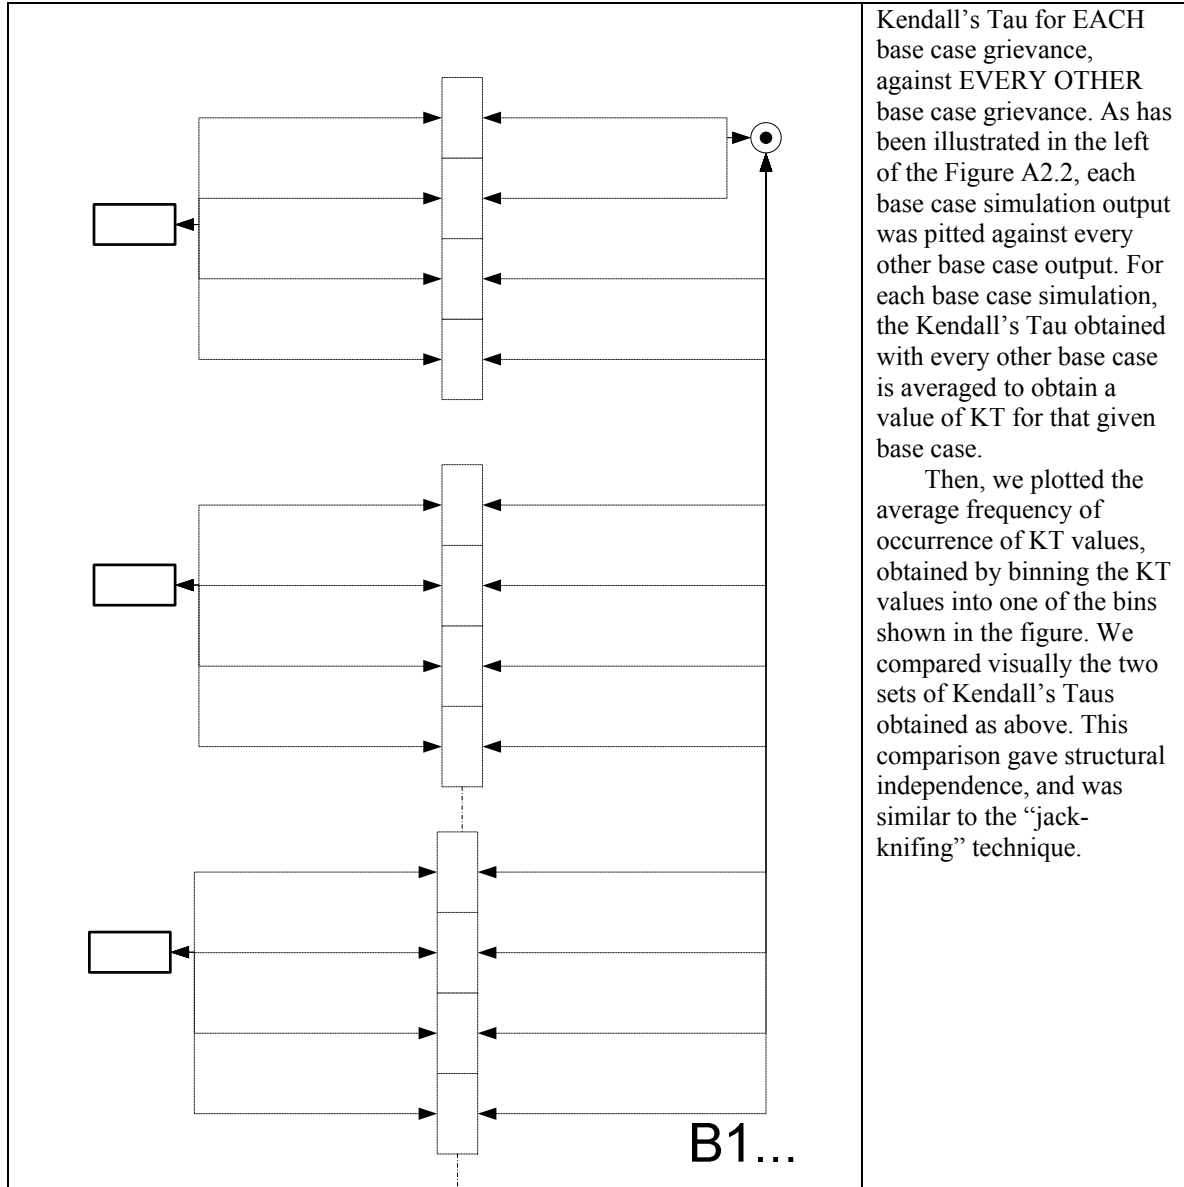 Kendall's Tau for EACH
base case grievance,
against EVERY OTHER
base case grievance. As has
been illustrated in the left
of the Figure A2.2, each
base case simulation output
was pitted against every
other base case output. For
each base case simulation,
the Kendall's Tau obtained
with every other base case
is averaged to obtain a
value of KT for that given
base case.
Then, we plotted the
average frequency of
occurrence of KT values,
obtained by binning the KT
values into one of the bins
shown in the figure. We
compared visually the two
sets of Kendall's Taus
obtained as above. This
comparison gave structural
independence, and was
similar to the “jack-
knifing” technique.
B1...